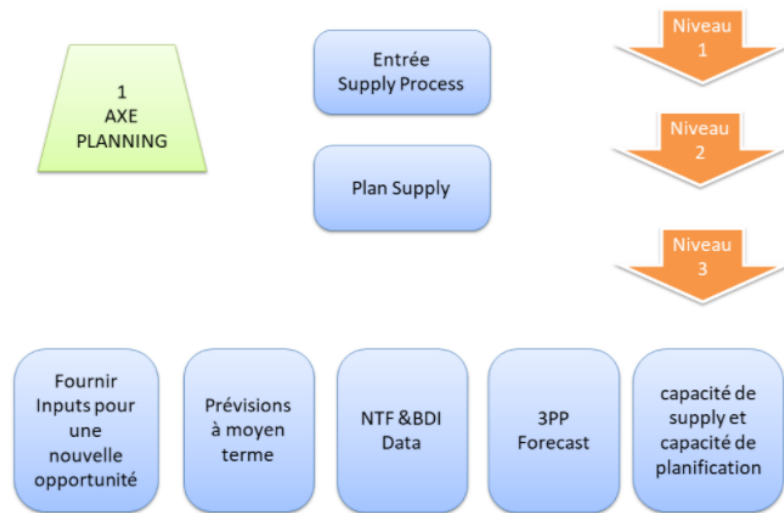 1
AXE
PLANNING
Entrée
Supply Process
Niveau
1
Plan Supply
Niveau
2
Niveau
3
Fournir
Inputs pour
une
nouvelle
opportunité
Prévisions
à moyen
terme
NTF &BDI
Data
3PP
Forecast
capacité de
supply et
capacité de
planification